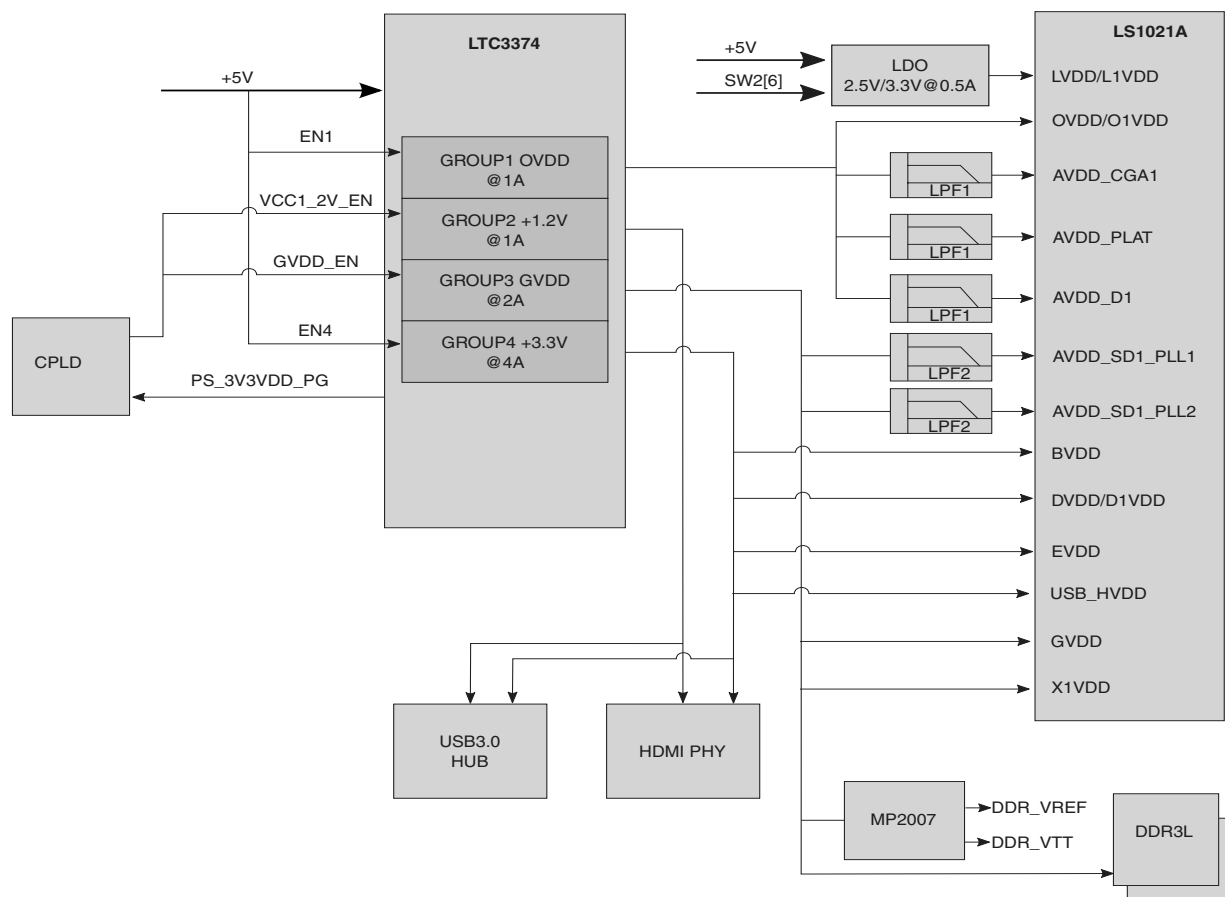 LTC3374
LS1021A
+5V
+5V
SW2[6]
LDO
2.5V/3.3V@0.5A
LVDD/L1VDD
OVDD/O1VDD
EN1
GROUP1 OVDD
@1A
LPF1
AVDD_CGA1
VCC1_2V_EN
GROUP2 +1.2V
@1A
LPF1
AVDD_PLAT
GVDD_EN
GROUP3 GVDD
@2A
LPF1
AVDD_D1
EN4
GROUP4 +3.3V
@4A
LPF2
AVDD_SD1_PLL1
CPLD
PS_3V3VDD_PG
LPF2
AVDD_SD1_PLL2
BVDD
DVDD/D1VDD
EVDD
USB_HVDD
GVDD
X1VDD
USB3.0
HUB
HDMI PHY
MP2007
DDR_VREF
DDR_VTT
DDR3L